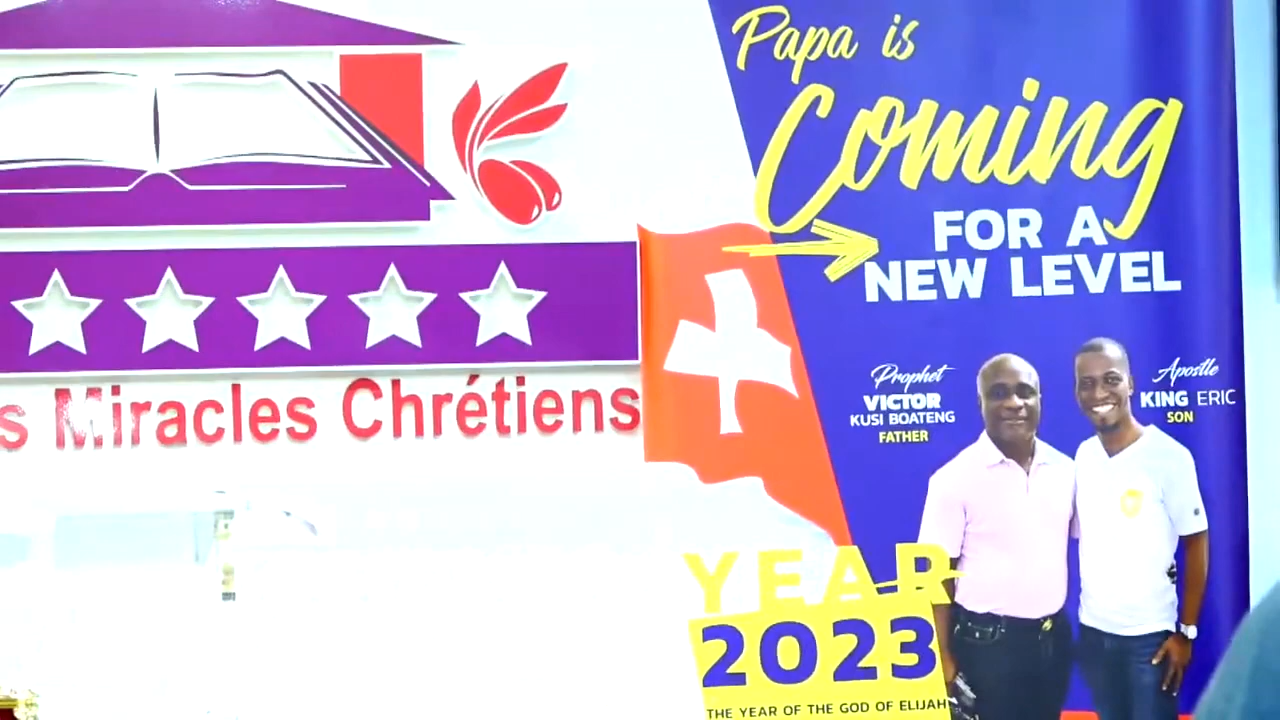 s Miracles Chrétiens
Papa is
Coming
FOR A
NEW LEVEL
Prophet
VICTOR
KUSI BOATENG
FATHER
Apostle
KING ERIC
SON
YEAR
2023
THE YEAR OF THE GOD OF ELIJAH